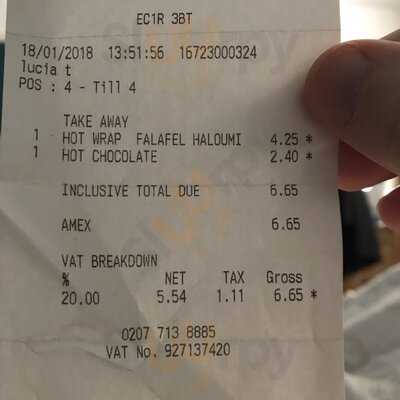 EC1R 3BT
18/01/2018 13:51:56 16723000324
lucia t
POS : 4 - Till 4
TAKE AWAY
1 HOT WRAP FALAFEL HALOUMI 4.25 *
1 HOT CHOCOLATE 2.40 *
INCLUSIVE TOTAL DUE 6.65
AMEX 6.65
VAT BREAKDOWN
% NET TAX Gross
20.00 5.54 1.11 6.65 *
0207 713 8885
VAT No. 927137420